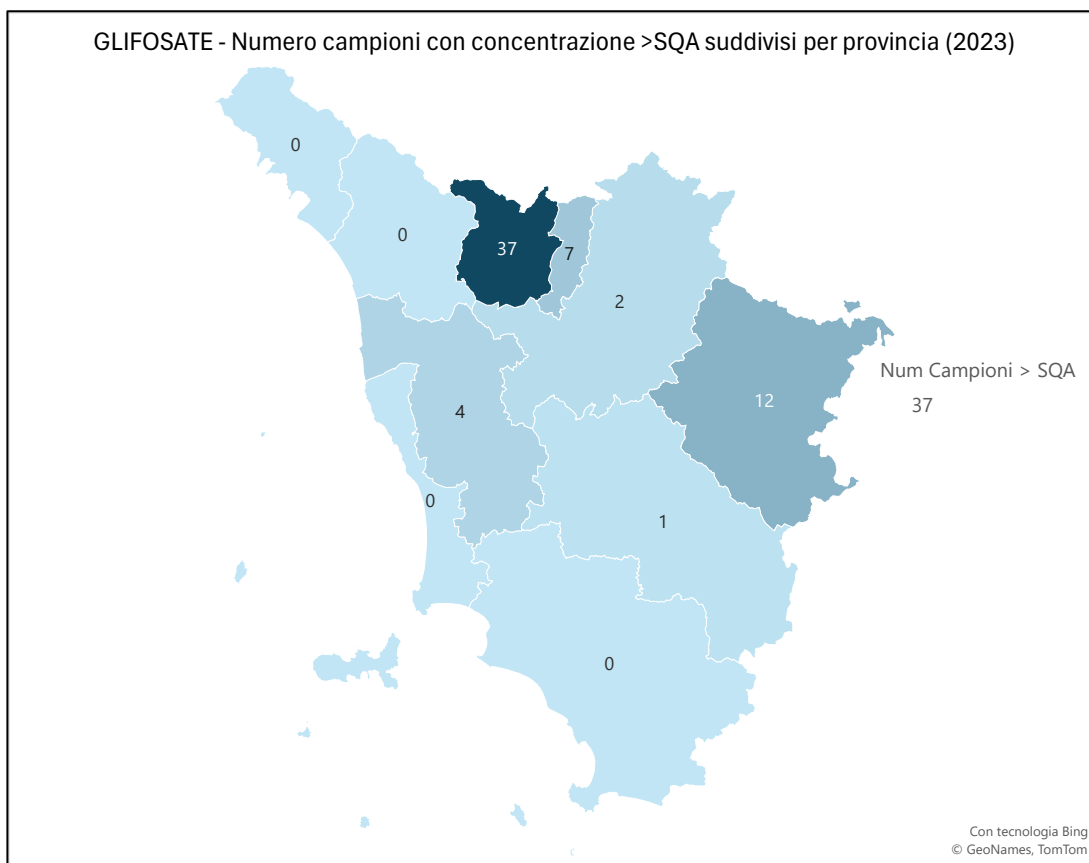 GLIFOSATE - Numero campioni con concentrazione >SQA suddivisi per provincia (2023)
0
0
37
7
2
Num Campioni > SQA
37
12
4
0
1
0
Con tecnologia Bing
© GeoNames, TomTom